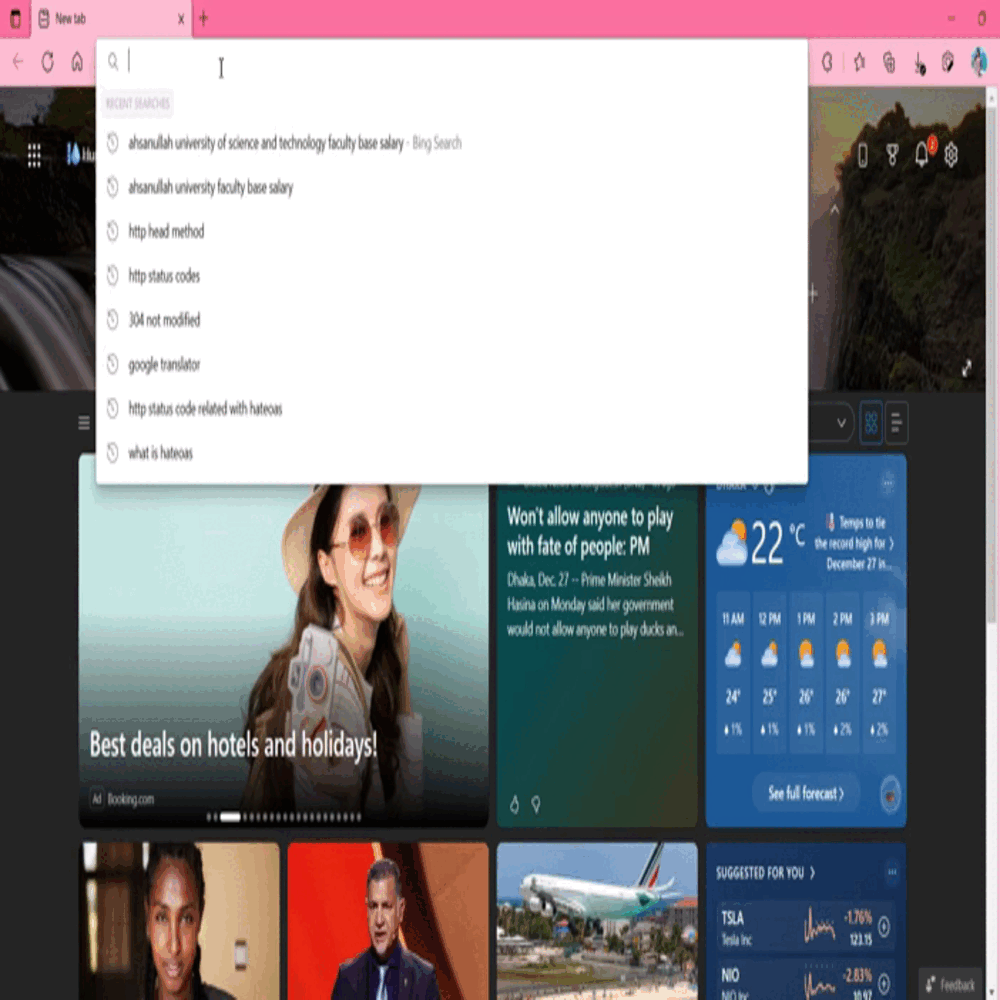 New tab
RECENT SEARCHES
ahsanullah university of science and technology faculty base salary - Bing Search
ahsanullah university faculty base salary
http head method
http status codes
304 not modified
google translator
http status code related with hateoas
what is hateoas
2
Won't allow anyone to play
with fate of people: PM
Dhaka, Dec. 27 -- Prime Minister Sheikh
Hasina on Monday said her government
would not allow anyone to play ducks an...
DHAKA
22 °C
Temps to tie
the record high for >
December 27 in...
11 AM 12 PM 1 PM 2 PM 3 PM
24° 25° 26° 26° 27°
1% 1% 1% 2% 2%
See full forecast >
Best deals on hotels and holidays!
Ad Booking.com
SUGGESTED FOR YOU >
TSLA -1.76%
Tesla Inc 123.15
NIO -2.83%
NIO Inc 10.97
Feedback